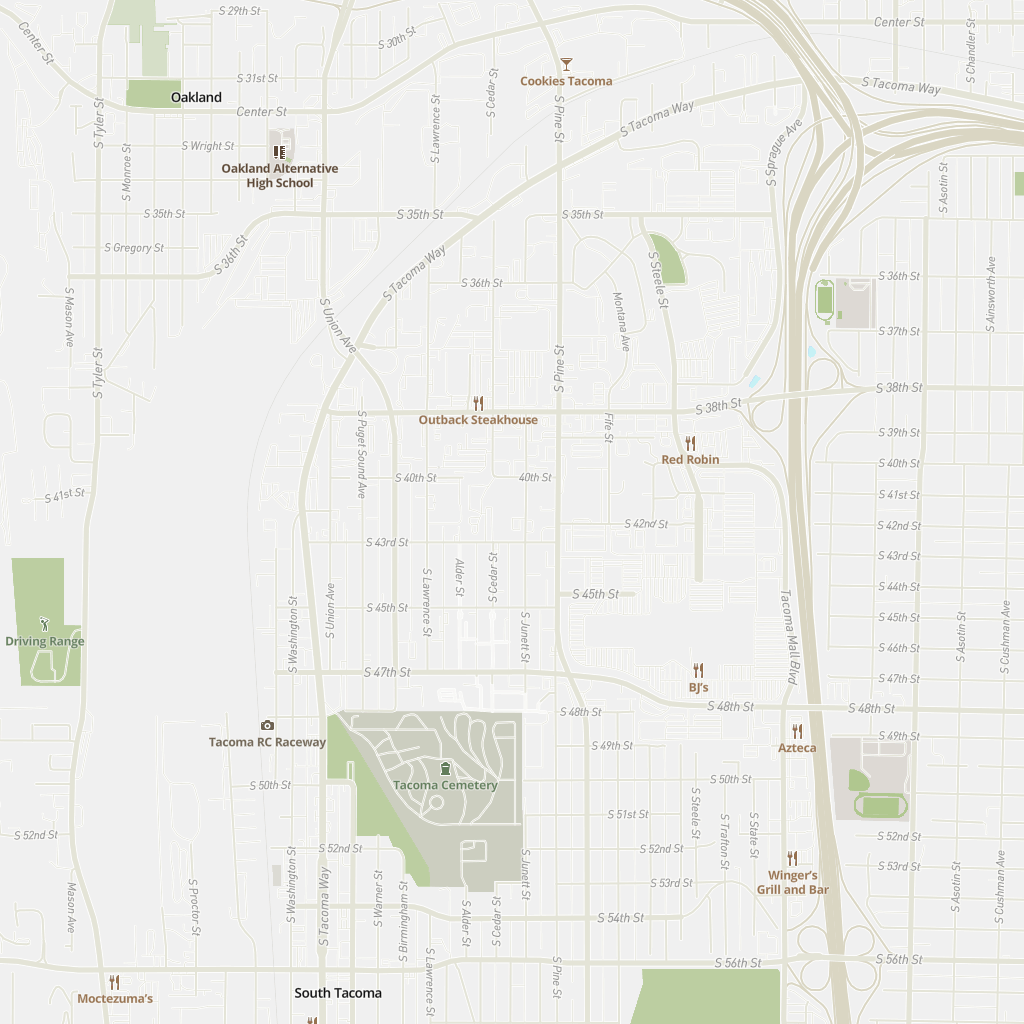 S 29th St
Center St
S 30th St
Center St
S Chandler St
S 31st St
S Cedar St
Cookies Tacoma
S Tacoma Way
Oakland
Center St
S Tyler St
S Lawrence St
S Pine St
S Tacoma Way
S Sprague Ave
S Wright St
Oakland Alternative
High School
S Monroe St
S Asotin St
S 35th St
S 35th St
S 35th St
S Gregory St
S 36th St
S Tacoma Way
S 36th St
S Steele St
S 36th St
S Ainsworth Ave
S Mason Ave
S Union Ave
Montana Ave
S 37th St
S Tyler St
S Pine St
S 38th St
S 38th St
Outback Steakhouse
Fife St
S Puget Sound Ave
S 39th St
Red Robin
S 40th St
40th St
S 40th St
S 41st St
S 41st St
S 42nd St
S 42nd St
S 43rd St
S 43rd St
Alder St
S Cedar St
S Lawrence St
S 44th St
S 45th St
S 45th St
S 45th St
Tacoma Mall Blvd
S Washington St
S Union Ave
S Junett St
S Asotin St
S Cushman Ave
Driving Range
S 46th St
S 47th St
S 47th St
BJ's
S 48th St
S 48th St
S 48th St
Tacoma RC Raceway
S 49th St
Azteca
S 49th St
S 50th St
Tacoma Cemetery
S 50th St
S 51st St
S Steele St
S Trafton St
S State St
S 52nd St
S 52nd St
S 52nd St
S 52nd St
S 53rd St
S 53rd St
Winger's
Grill and Bar
Mason Ave
S Proctor St
S Washington St
S Tacoma Way
S Warner St
S Birmingham St
S Alder St
S Cedar St
S Junett St
S Asotin St
S Cushman Ave
S 54th St
S 56th St
S 56th St
S Lawrence St
S Pine St
Moctezuma's
South Tacoma